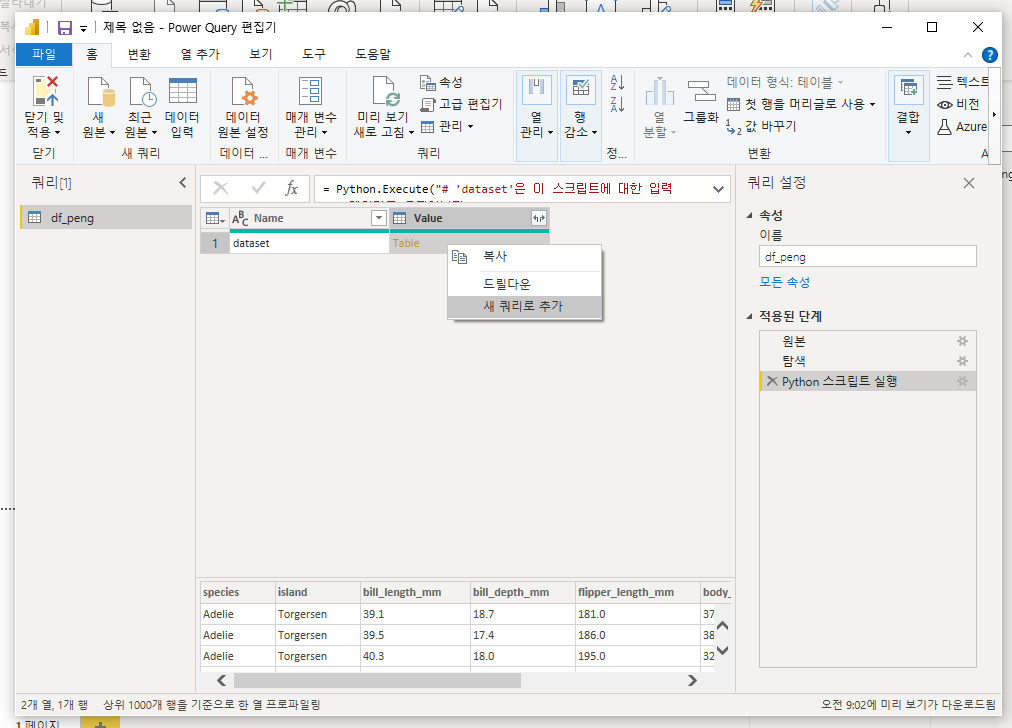 제목 없음 - Power Query 편집기
파일 홈 변환 열 추가 보기 도구 도움말
닫기 및 적용
닫기
새 원본
최근 원본
데이터 입력
새 쿼리
데이터 원본 설정
데이터 ...
매개 변수 관리
매개 변수
미리 보기 새로 고침
속성
고급 편집기
관리
쿼리
열 관리
행 감소
정...
열 분할
그룹화
데이터 형식: 테이블
첫 행을 머리글로 사용
값 바꾸기
변환
결합
텍스트
비전
Azure
쿼리[1]
df_peng
= Python.Execute("# 'dataset'은 이 스크립트에 대한 입력
Name Value
1 dataset Table
복사
드릴다운
새 쿼리로 추가
species island bill_length_mm bill_depth_mm flipper_length_mm body_
Adelie Torgersen 39.1 18.7 181.0 37
Adelie Torgersen 39.5 17.4 186.0 38
Adelie Torgersen 40.3 18.0 195.0 32
쿼리 설정
속성
이름
df_peng
모든 속성
적용된 단계
원본
탐색
Python 스크립트 실행
2개 열, 1개 행 상위 1000개 행을 기준으로 한 열 프로파일링
오전 9:02에 미리 보기가 다운로드됨
1 페이지